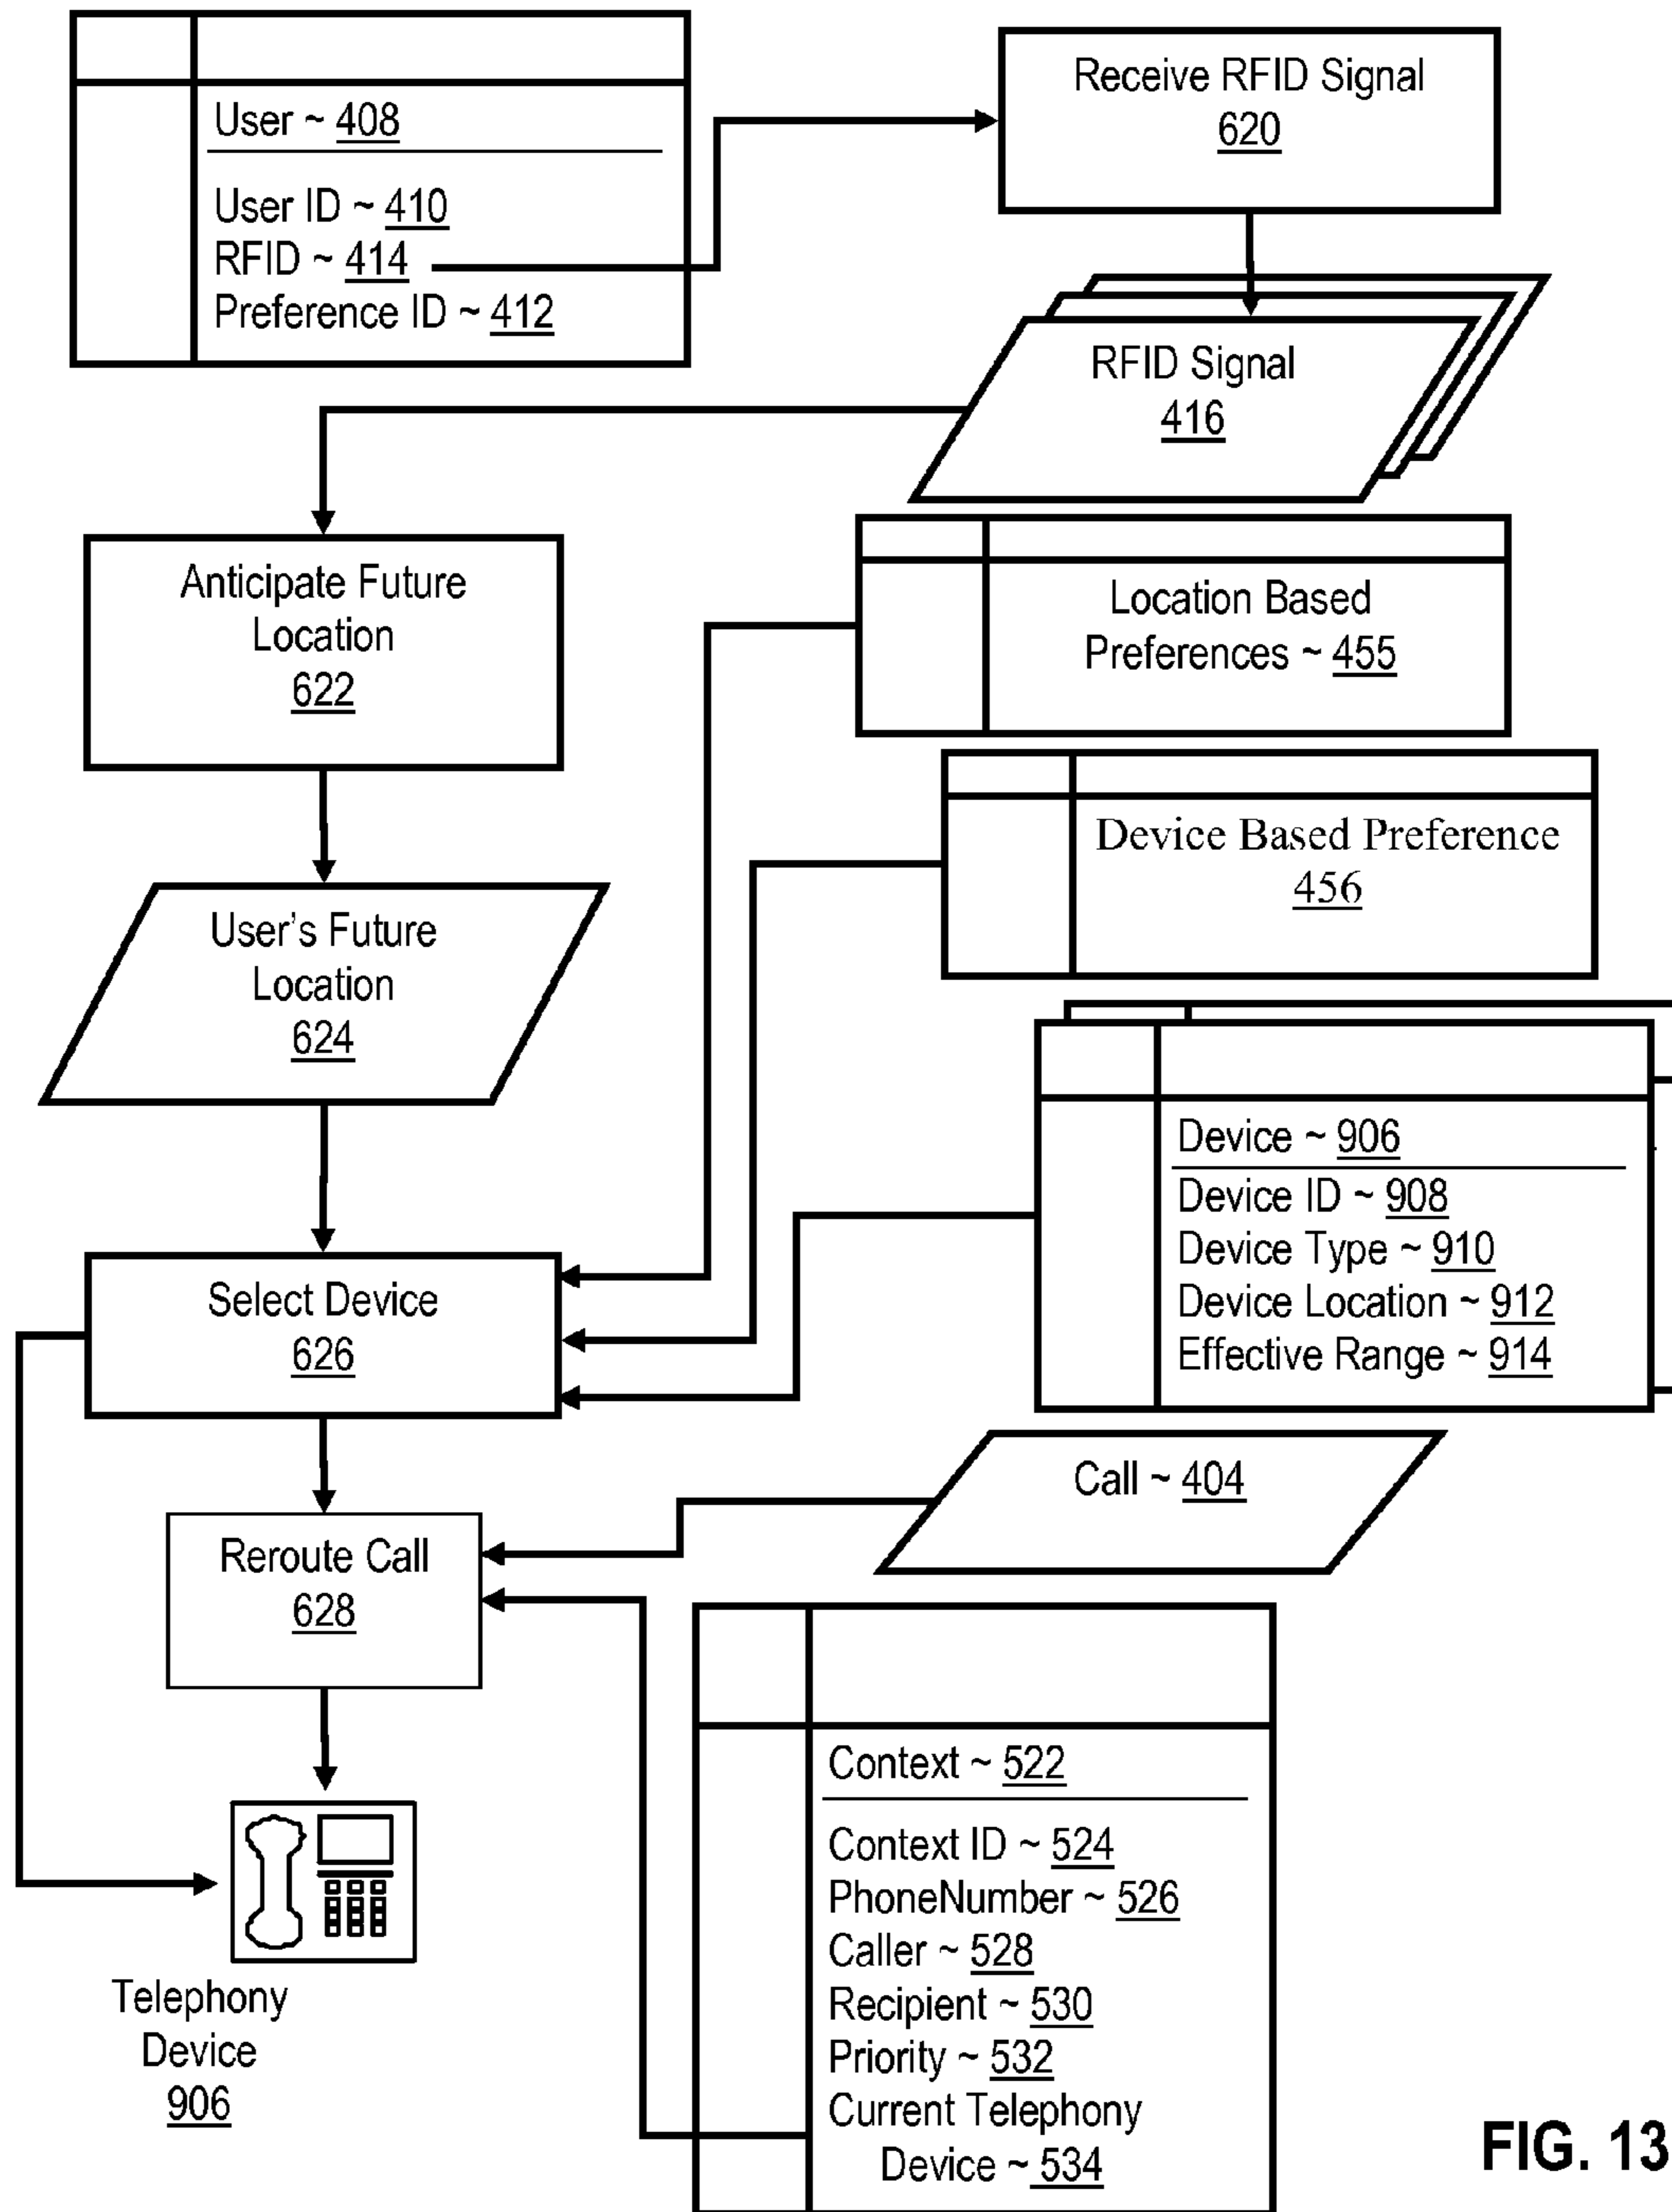 User ~ 408
User ID ~ 410
RFID ~ 414
Preference ID ~ 412
Receive RFID Signal
620
RFID Signal
416
Anticipate Future
Location
622
Location Based
Preferences ~ 455
Device Based Preference
456
User's Future
Location
624
Device ~ 906
Device ID ~ 908
Device Type ~ 910
Device Location ~ 912
Effective Range ~ 914
Select Device
626
Call ~ 404
Reroute Call
628
Context ~ 522
Context ID ~ 524
PhoneNumber ~ 526
Caller ~ 528
Recipient ~ 530
Priority ~ 532
Current Telephony
Device ~ 534
Telephony
Device
906
FIG. 13